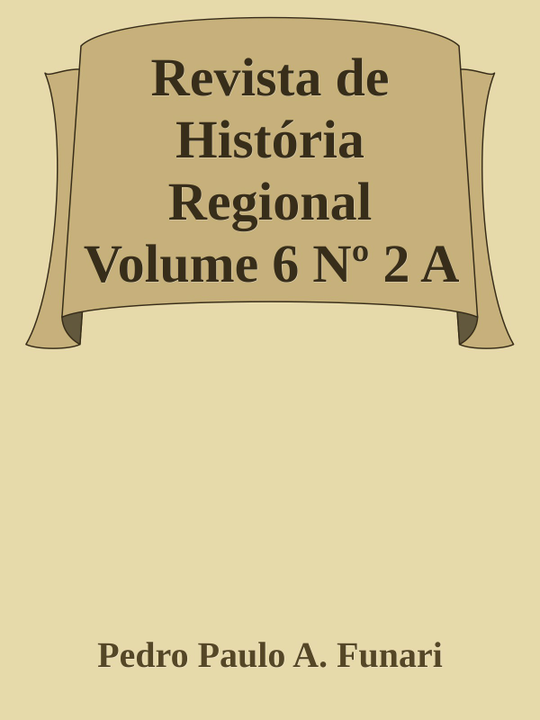 Revista de
História
Regional
Volume 6 Nº 2 A
Pedro Paulo A. Funari